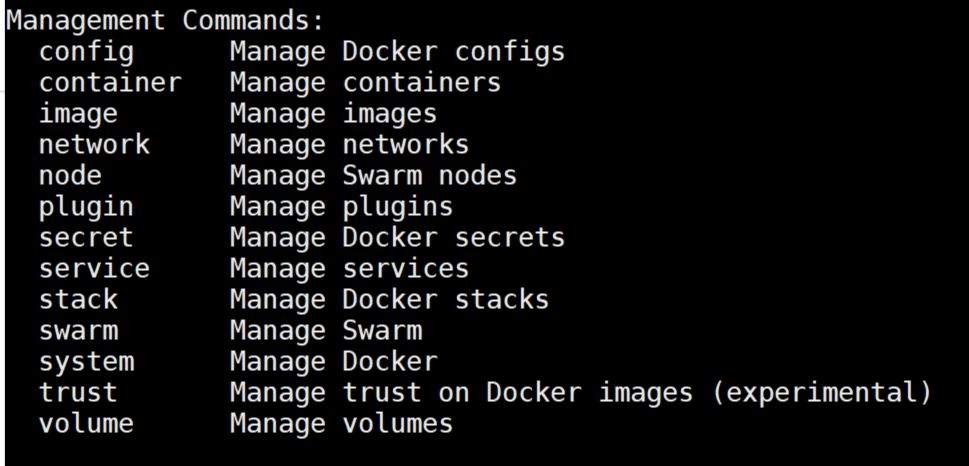 Management Commands:
  config      Manage Docker configs
  container   Manage containers
  image       Manage images
  network     Manage networks
  node        Manage Swarm nodes
  plugin      Manage plugins
  secret      Manage Docker secrets
  service     Manage services
  stack       Manage Docker stacks
  swarm       Manage Swarm
  system      Manage Docker
  trust       Manage trust on Docker images (experimental)
  volume      Manage volumes